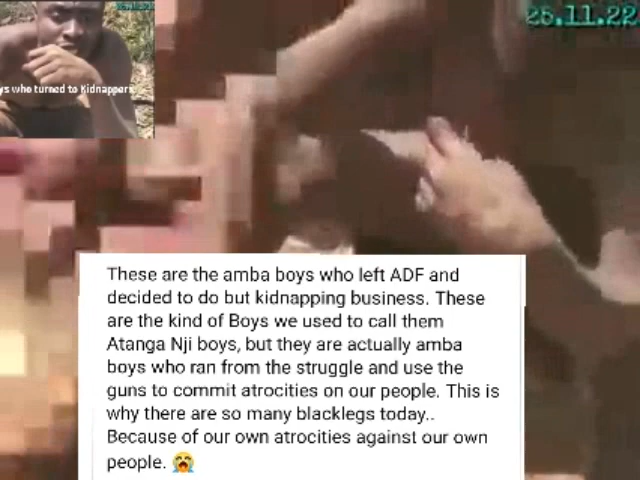 25.11.22
ys who turned to Kidnappers
These are the amba boys who left ADF and
decided to do but kidnapping business. These
are the kind of Boys we used to call them
Atanga Nji boys, but they are actually amba
boys who ran from the struggle and use the
guns to commit atrocities on our people. This is
why there are so many blacklegs today..
Because of our own atrocities against our own
people. 😭